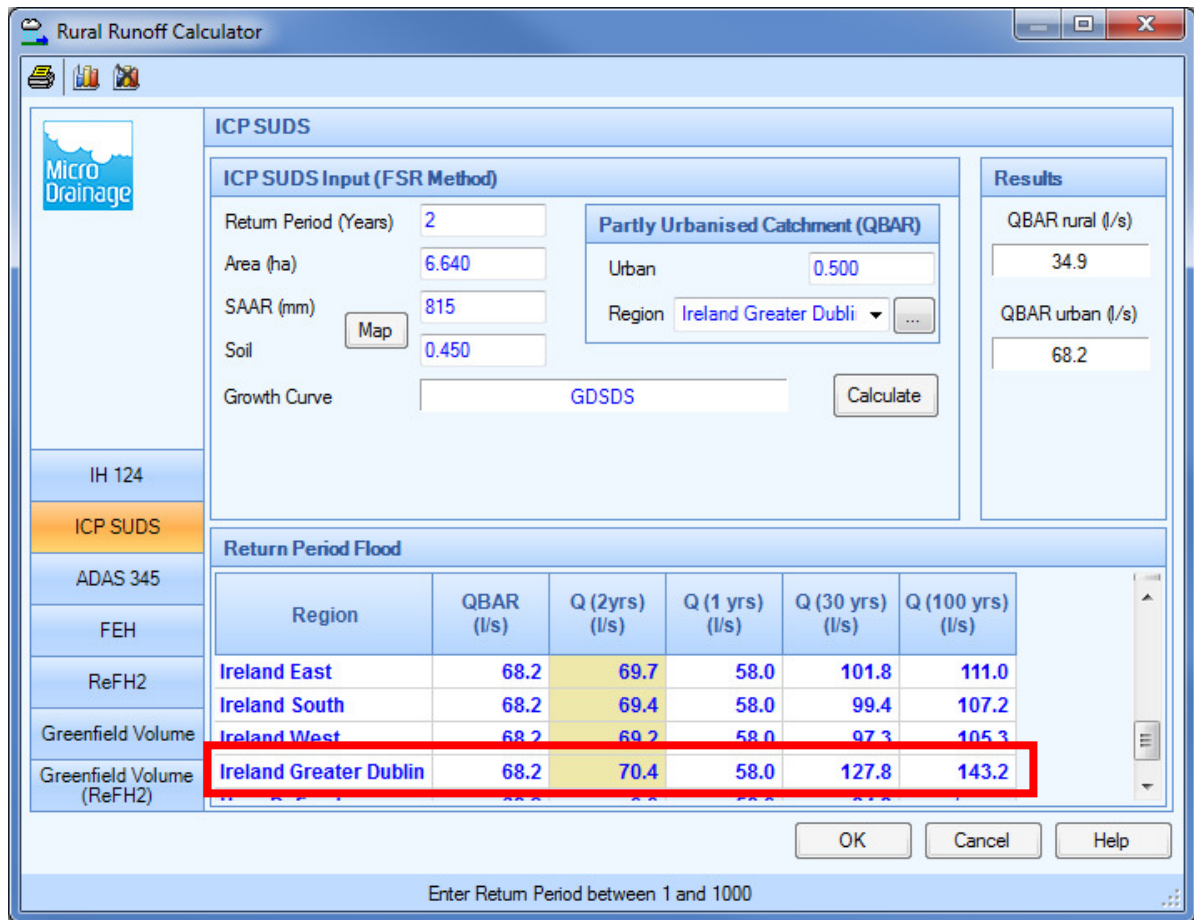 Rural Runoff Calculator
Micro
Drainage
ICP SUDS
ICP SUDS Input (FSR Method)
Return Period (Years) 2
Area (ha) 6.640
SAAR (mm) 815
Map
Soil 0.450
Growth Curve GDSDS
Partly Urbanised Catchment (QBAR)
Urban 0.500
Region Ireland Greater Dubli ...
Calculate
Results
QBAR rural (l/s)
34.9
QBAR urban (l/s)
68.2
IH 124
ICP SUDS
ADAS 345
FEH
ReFH2
Greenfield Volume
Greenfield Volume
(ReFH2)
Return Period Flood
Region QBAR (l/s) Q (2yrs) (l/s) Q (1 yrs) (l/s) Q (30 yrs) (l/s) Q (100 yrs) (l/s)
Ireland East 68.2 69.7 58.0 101.8 111.0
Ireland South 68.2 69.4 58.0 99.4 107.2
Ireland West 68.2 69.2 58.0 97.3 105.3
Ireland Greater Dublin 68.2 70.4 58.0 127.8 143.2
OK Cancel Help
Enter Return Period between 1 and 1000